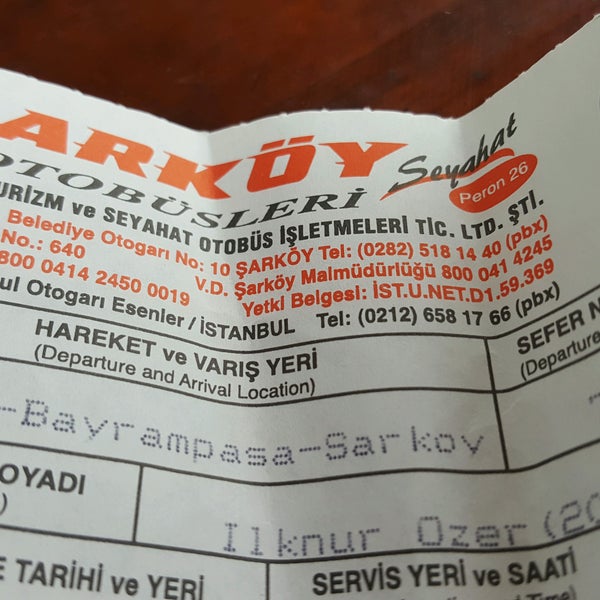 ARKÖY Seyahat
OTOBÜSLERİ Peron 26
URİZM ve SEYAHAT OTOBÜS İŞLETMELERİ TİC. LTD. ŞTİ.
Belediye Otogarı No: 10 ŞARKÖY Tel: (0282) 518 14 40 (pbx)
No.: 640 V.D. Şarköy Malmüdürlüğü 800 041 4245
800 0414 2450 0019 Yetki Belgesi: İST.U.NET.D1.59.369
ul Otogarı Esenler / İSTANBUL Tel: (0212) 658 17 66 (pbx)
HAREKET ve VARIŞ YERİ SEFER N
(Departure and Arrival Location) (Departure
-Bayrampasa-Sarkoy
OYADI
) Ilknur Ozer (20
E TARİHİ ve YERİ SERVİS YERİ ve SAATİ
Time)